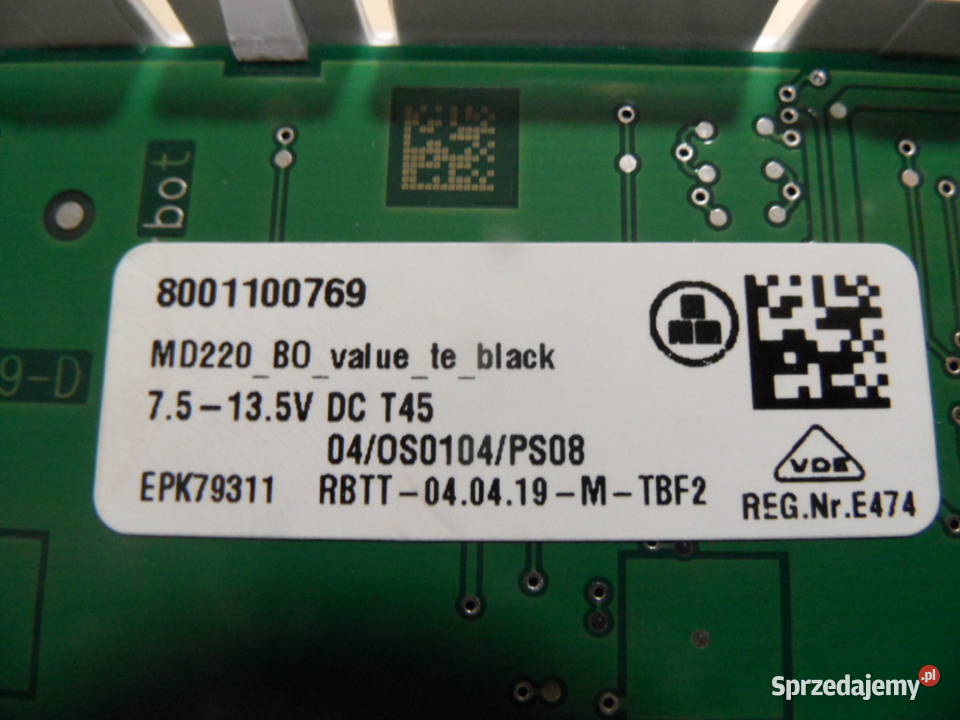 bot
8001100769
MD220_BO_value_te_black
7.5-13.5V DC T45
04/OS0104/PS08
EPK79311 RBTT-04.04.19-M-TBF2
VDE
REG.Nr.E474
9-D
Sprzedajemy.pl